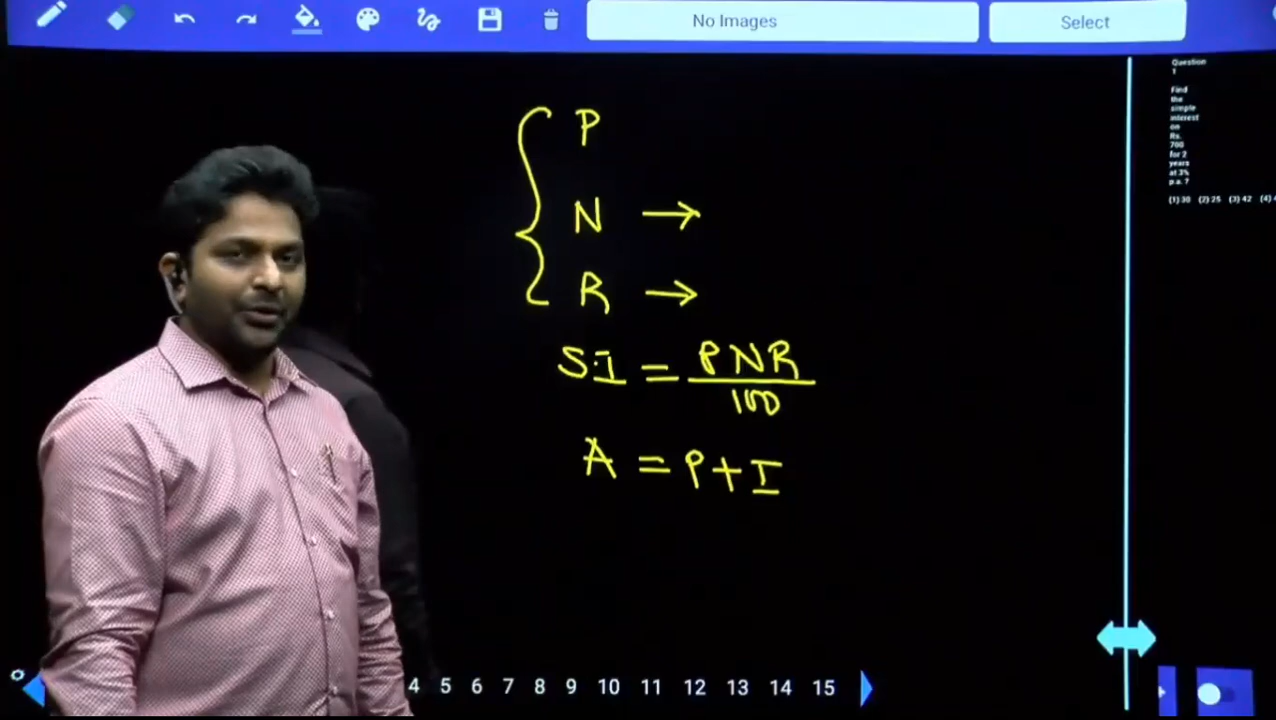 No Images
Select
P
N →
R →
S.I = PNR
100
A = P + I
Question
1
Find
the
simple
interest
on
Rs.
700
for 2
years
at 3%
p.a. ?
(1) 30 (2) 25 (3) 42 (4)
4 5 6 7 8 9 10 11 12 13 14 15